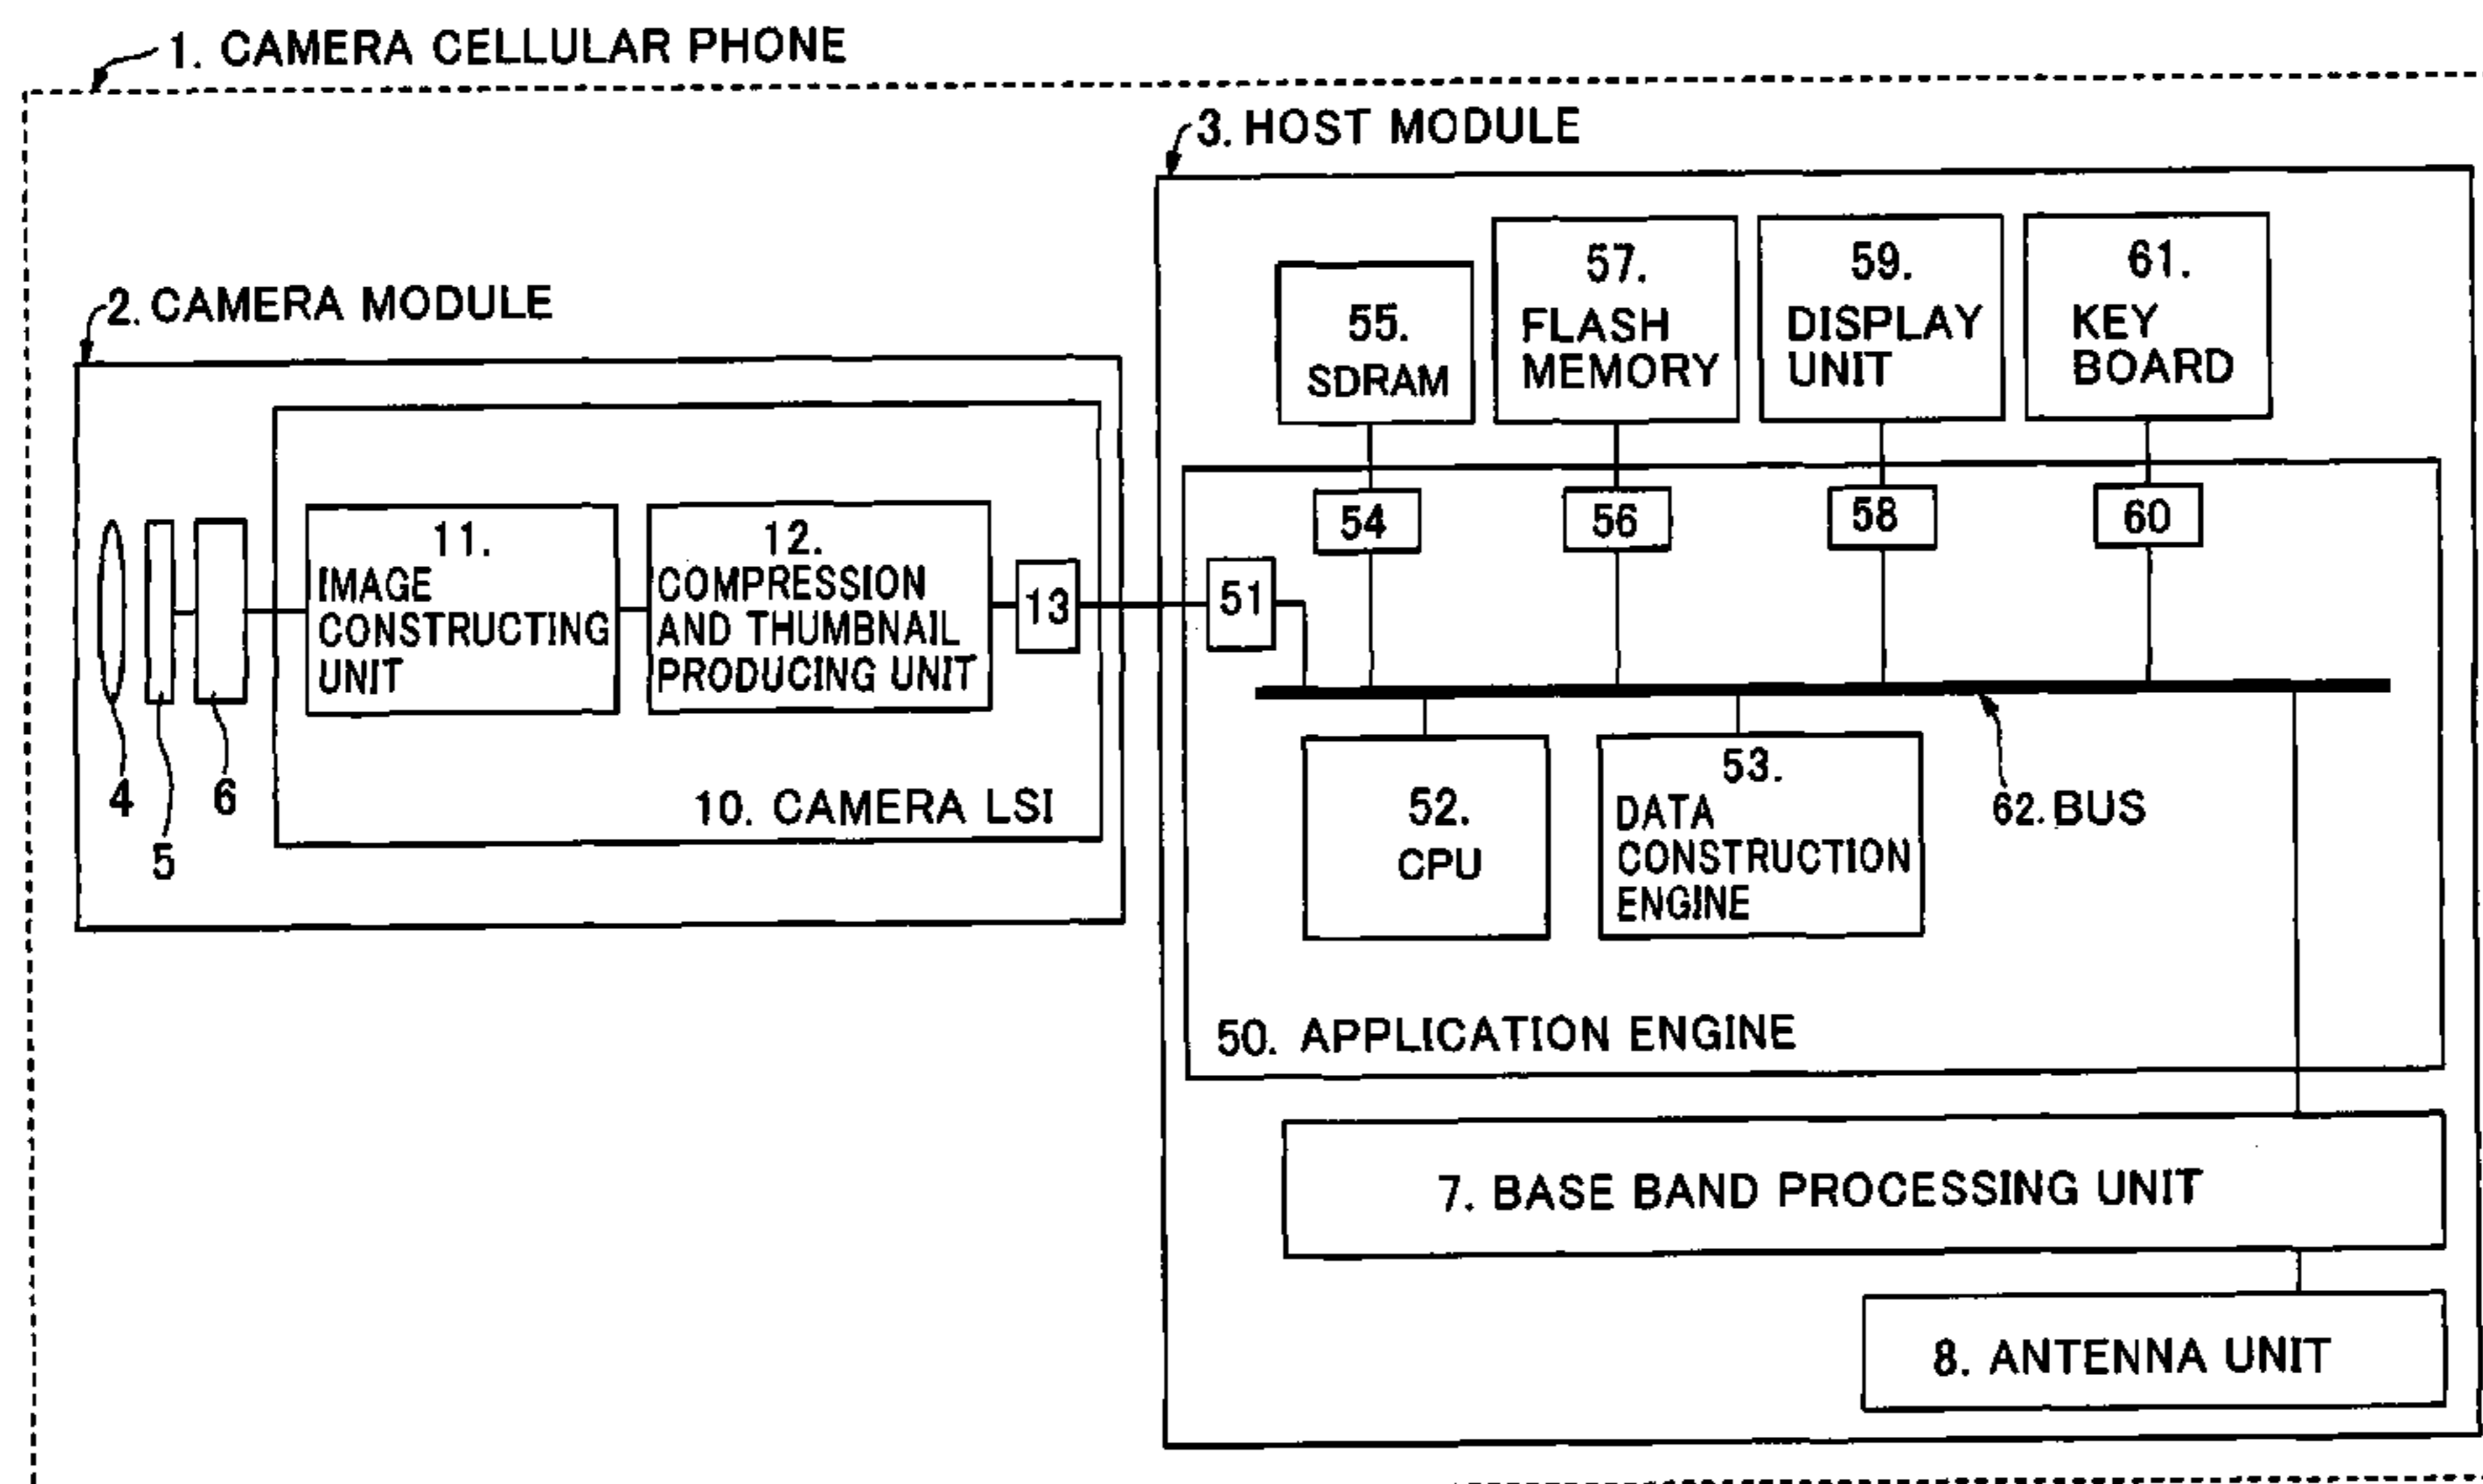 1. CAMERA CELLULAR PHONE
3. HOST MODULE
2. CAMERA MODULE
55.
SDRAM
57.
FLASH
MEMORY
59.
DISPLAY
UNIT
61.
KEY
BOARD
54
56
58
60
11.
IMAGE
CONSTRUCTING
UNIT
12.
COMPRESSION
AND THUMBNAIL
PRODUCING UNIT
13
51
4
5
6
10. CAMERA LSI
52.
CPU
53.
DATA
CONSTRUCTION
ENGINE
62. BUS
50. APPLICATION ENGINE
7. BASE BAND PROCESSING UNIT
8. ANTENNA UNIT